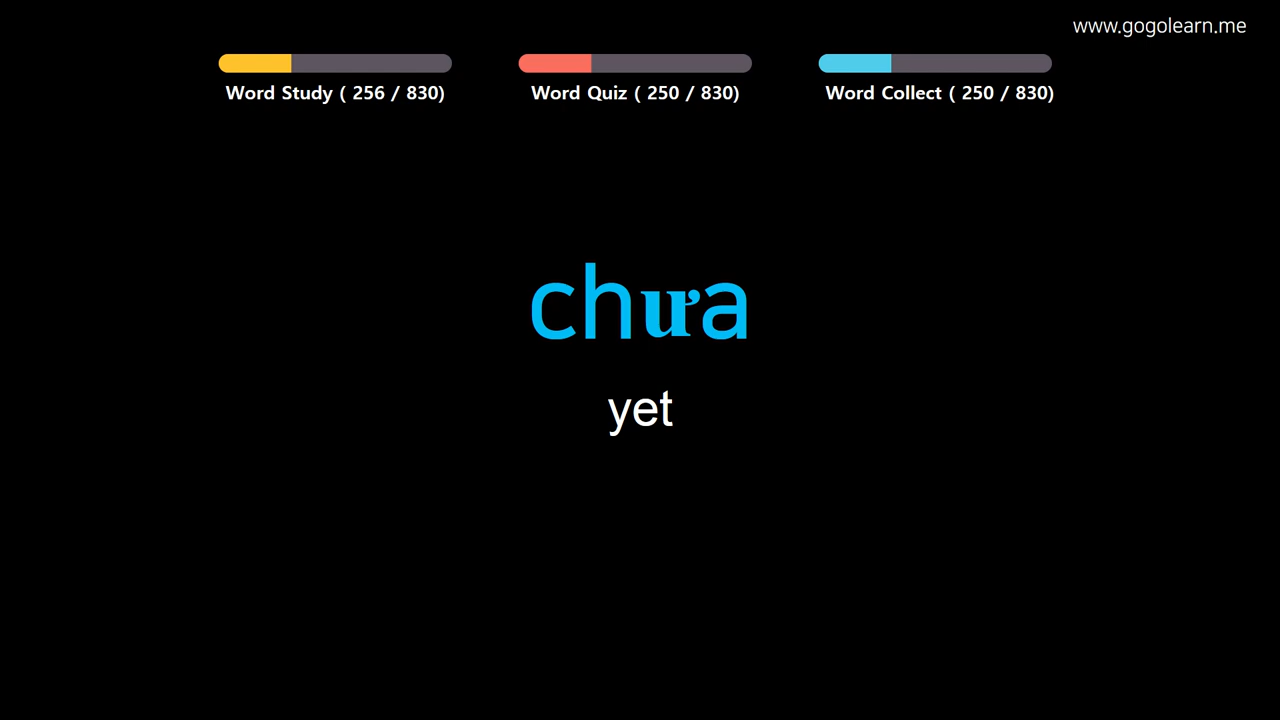 www.gogolearn.me
Word Study ( 256 / 830)
Word Quiz ( 250 / 830)
Word Collect ( 250 / 830)
chưa
yet